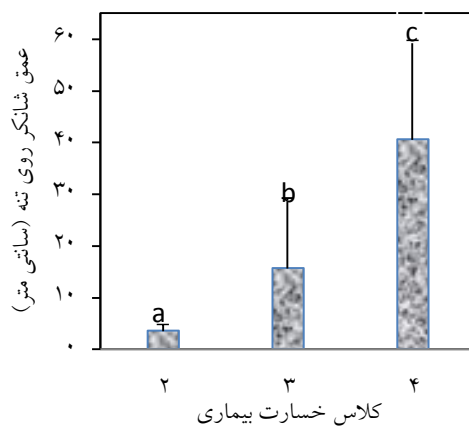 عمق شانکر روی تنه (سانتی متر)
۶۰
۵۰
۴۰
۳۰
۲۰
۱۰
۰
a
b
c
۲ ۳ ۴
کلاس خسارت بیماری